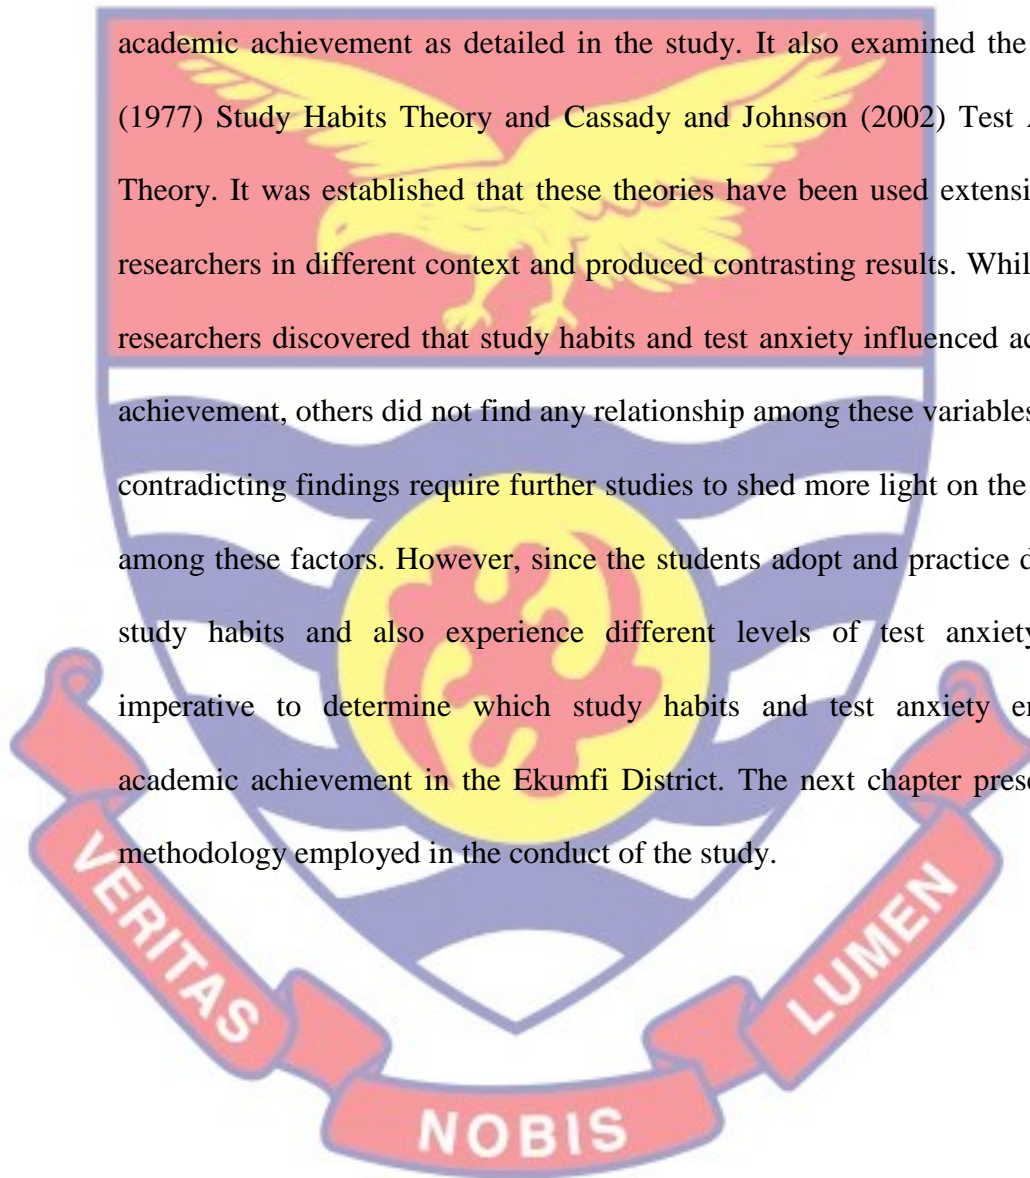 academic achievement as detailed in the study. It also examined the
(1977) Study Habits Theory and Cassady and Johnson (2002) Test
Theory. It was established that these theories have been used
researchers in different context and produced contrasting results.
researchers discovered that study habits and test anxiety influenced
achievement, others did not find any relationship among these variables
contradicting findings require further studies to shed more light on the
among these factors. However, since the students adopt and practice
study habits and also experience different levels of test anxiety
imperative to determine which study habits and test anxiety
academic achievement in the Ekumfi District. The next chapter
methodology employed in the conduct of the study.
VERITAS
NOBIS
LUMEN